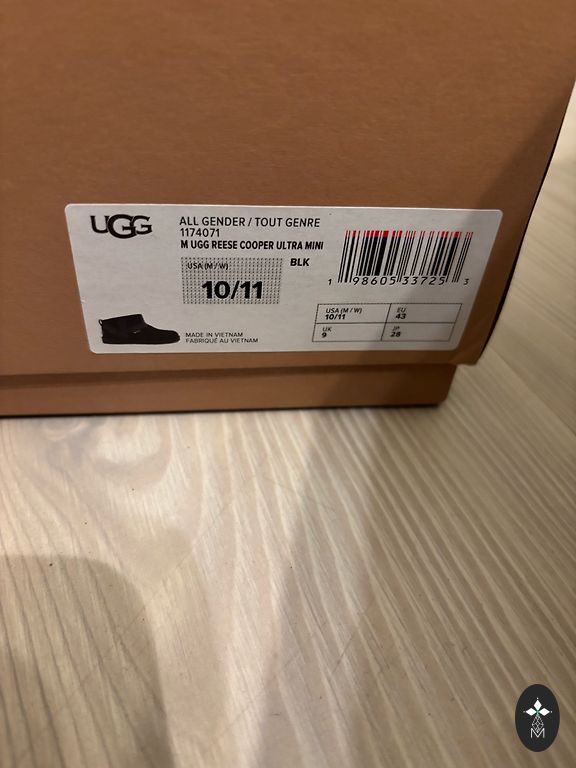 UGG
ALL GENDER / TOUT GENRE
1174071
M UGG REESE COOPER ULTRA MINI
BLK
USA (M / W)
10/11
1 98605 33725 3
USA (M / W)
10/11
EU
43
UK
9
JP
28
MADE IN VIETNAM
FABRIQUÉ AU VIETNAM
M